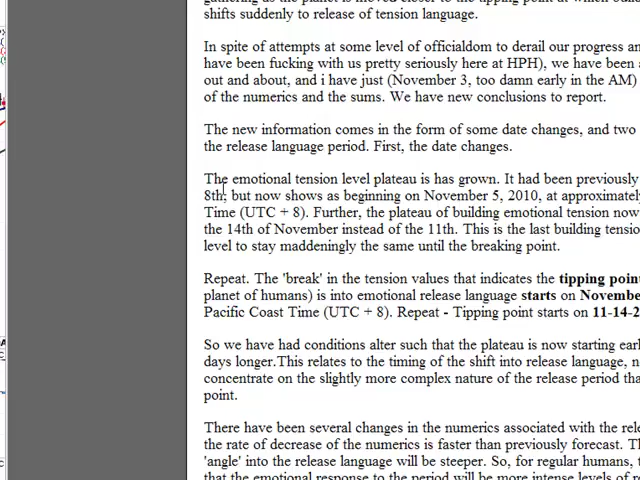 gathering as the planet is moved closer to the tipping point at which buil
shifts suddenly to release of tension language.
In spite of attempts at some level of officialdom to derail our progress an
have been fucking with us pretty seriously here at HPH), we have been
out and about, and i have just (November 3, too damn early in the AM)
of the numerics and the sums. We have new conclusions to report.
The new information comes in the form of some date changes, and two
the release language period. First, the date changes.
The emotional tension level plateau is has grown. It had been previously
8th, but now shows as beginning on November 5, 2010, at approximately
Time (UTC + 8). Further, the plateau of building emotional tension now
the 14th of November instead of the 11th. This is the last building tensio
level to stay maddeningly the same until the breaking point.
Repeat. The 'break' in the tension values that indicates the tipping poin
planet of humans) is into emotional release language starts on Novembe
Pacific Coast Time (UTC + 8). Repeat - Tipping point starts on 11-14-2
So we have had conditions alter such that the plateau is now starting earl
days longer.This relates to the timing of the shift into release language, n
concentrate on the slightly more complex nature of the release period tha
point.
There have been several changes in the numerics associated with the rele
the rate of decrease of the numerics is faster than previously forecast. T
'angle' into the release language will be steeper. So, for regular humans, t
that the emotional response to the period will be more intense levels of re